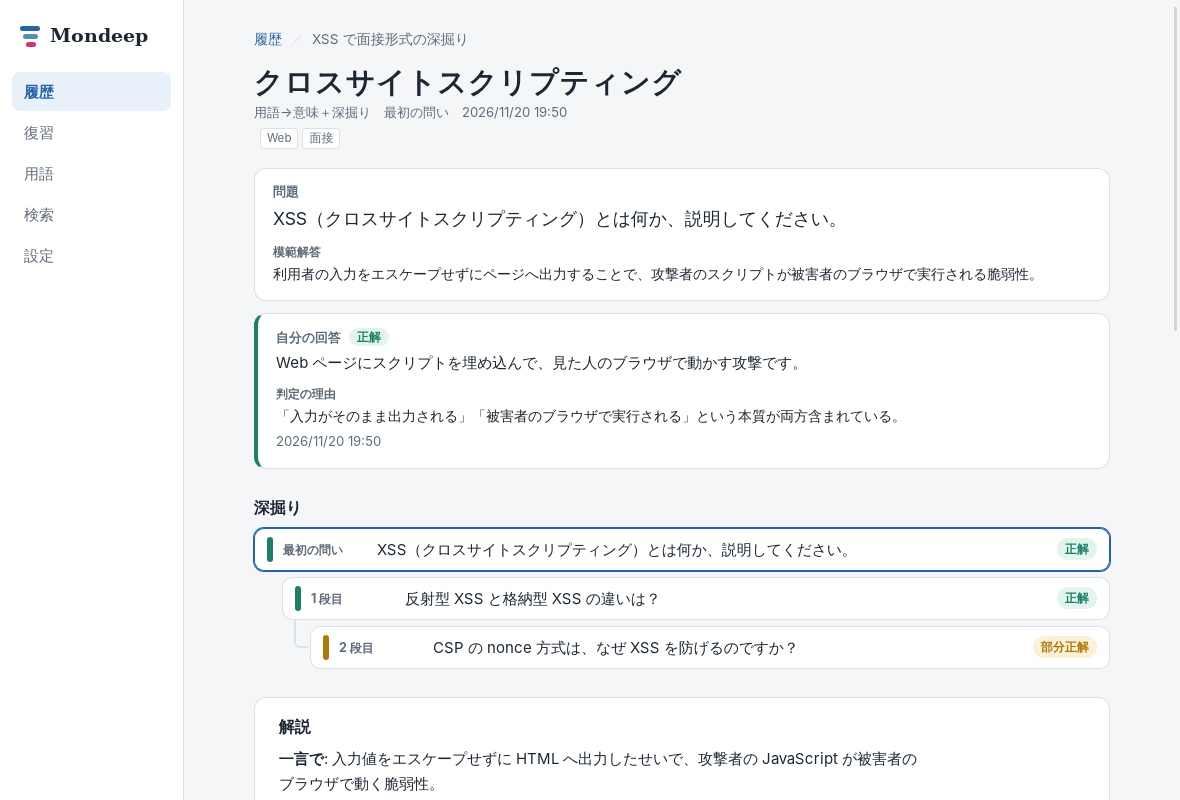 Mondeep
履歴
復習
用語
検索
設定
履歴 ／ XSS で面接形式の深掘り
クロスサイトスクリプティング
用語→意味＋深掘り 最初の問い 2026/11/20 19:50
Web 面接
問題
XSS（クロスサイトスクリプティング）とは何か、説明してください。
模範解答
利用者の入力をエスケープせずにページへ出力することで、攻撃者のスクリプトが被害者のブラウザで実行される脆弱性。
自分の回答 正解
Web ページにスクリプトを埋め込んで、見た人のブラウザで動かす攻撃です。
判定の理由
「入力がそのまま出力される」「被害者のブラウザで実行される」という本質が両方含まれている。
2026/11/20 19:50
深掘り
最初の問い XSS（クロスサイトスクリプティング）とは何か、説明してください。 正解
1 段目 反射型 XSS と格納型 XSS の違いは？ 正解
2 段目 CSP の nonce 方式は、なぜ XSS を防げるのですか？ 部分正解
解説
一言で: 入力値をエスケープせずに HTML へ出力したせいで、攻撃者の JavaScript が被害者の
ブラウザで動く脆弱性。